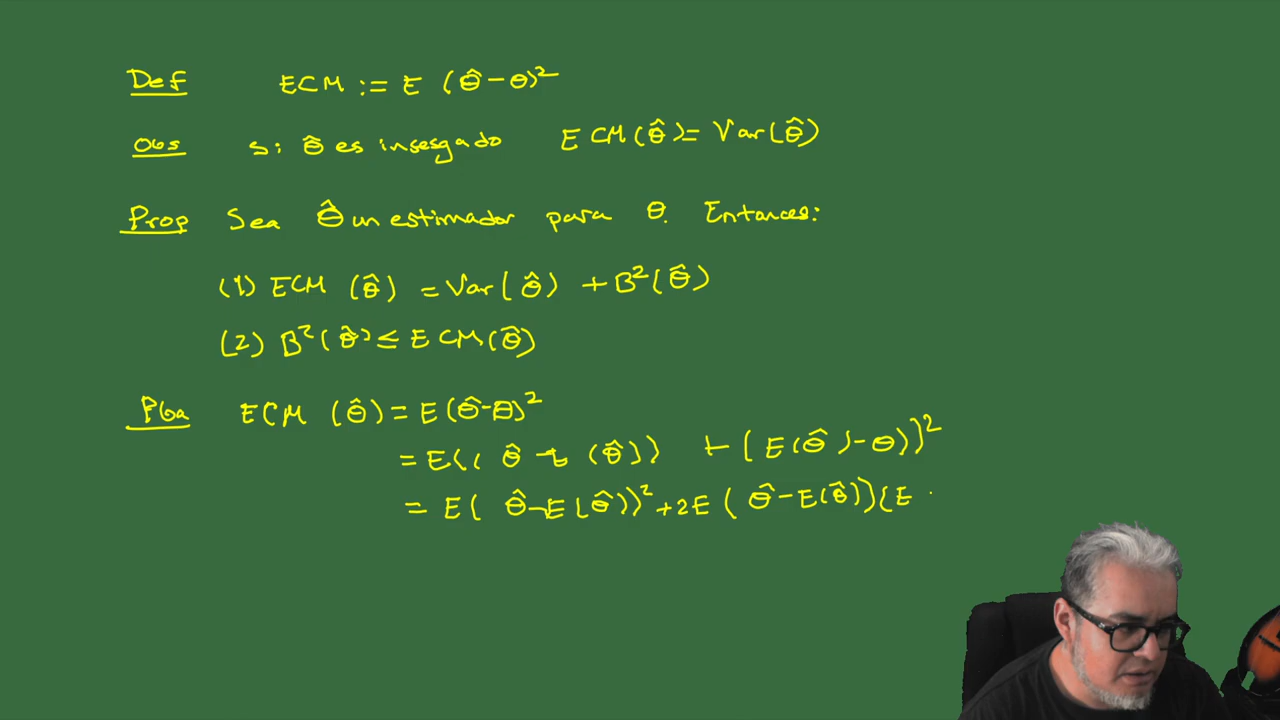 Def ECM := E (θ̂ - θ)²
Obs si θ̂ es insesgado ECM(θ̂) = Var(θ̂)
Prop Sea θ̂ un estimador para θ. Entonces:
(1) ECM (θ̂) = Var(θ̂) + B²(θ̂)
(2) B²(θ̂) ≤ ECM(θ̂)
Pba ECM (θ̂) = E(θ̂-θ)²
= E(( θ̂ - E (θ̂)) + (E(θ̂) - θ))²
= E( θ̂ - E(θ̂))² + 2E ( θ̂ - E(θ̂))(E